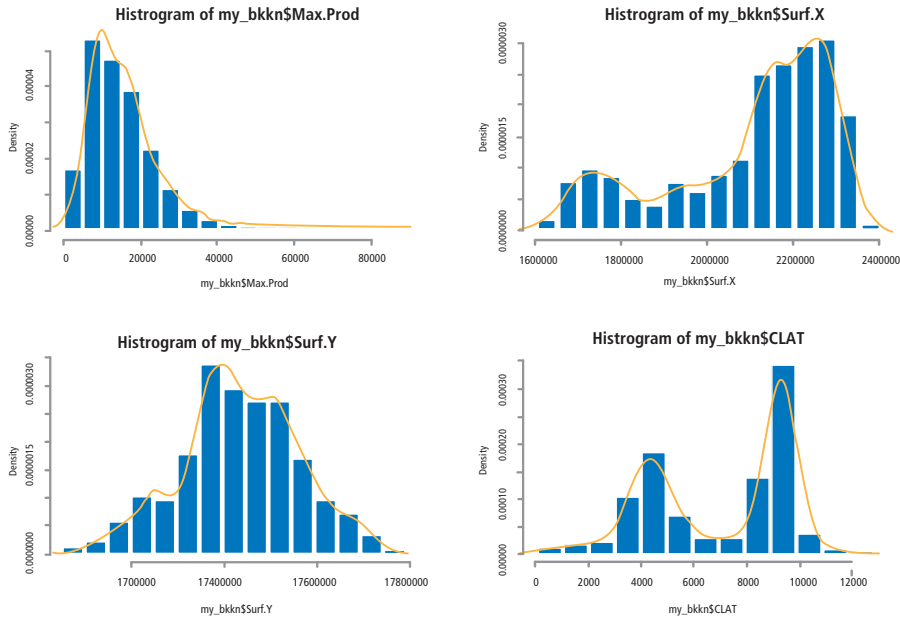 Histrogram of my_bkkn$Max.Prod
Density
0.00004
0.00002
0.00000
0 20000 40000 60000 80000
my_bkkn$Max.Prod
Histrogram of my_bkkn$Surf.X
Density
0.0000030
0.0000015
0.0000000
1600000 1800000 2000000 2200000 2400000
my_bkkn$Surf.X
Histrogram of my_bkkn$Surf.Y
Density
0.0000030
0.0000015
0.0000000
1700000 17400000 17600000 17800000
my_bkkn$Surf.Y
Histrogram of my_bkkn$CLAT
Density
0.00030
0.00020
0.00010
0.00000
0 2000 4000 6000 8000 10000 12000
my_bkkn$CLAT